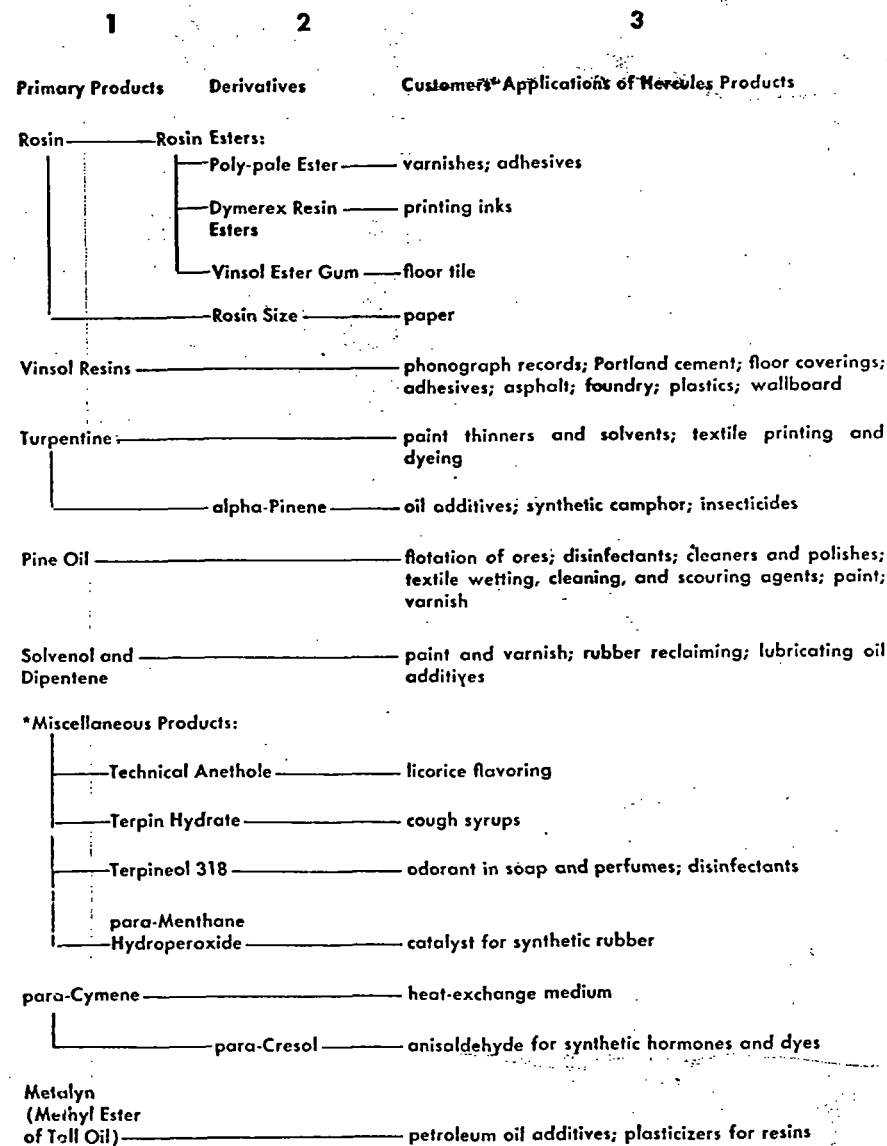 1 2 3
Primary Products Derivatives Customers' Applications of Hercules Products
Rosin Rosin Esters:
Poly-pale Ester varnishes; adhesives
Dymerex Resin printing inks
Esters
Vinsol Ester Gum floor tile
Rosin Size paper
Vinsol Resins phonograph records; Portland cement; floor coverings;
adhesives; asphalt; foundry; plastics; wallboard
Turpentine paint thinners and solvents; textile printing and
dyeing
alpha-Pinene oil additives; synthetic camphor; insecticides
Pine Oil flotation of ores; disinfectants; cleaners and polishes;
textile wetting, cleaning, and scouring agents; paint;
varnish
Solvenol and paint and varnish; rubber reclaiming; lubricating oil
Dipentene additives
*Miscellaneous Products:
Technical Anethole licorice flavoring
Terpin Hydrate cough syrups
Terpineol 318 odorant in soap and perfumes; disinfectants
para-Menthane
Hydroperoxide catalyst for synthetic rubber
para-Cymene heat-exchange medium
para-Cresol anisaldehyde for synthetic hormones and dyes
Metalyn
(Methyl Ester
of Tall Oil) petroleum oil additives; plasticizers for resins